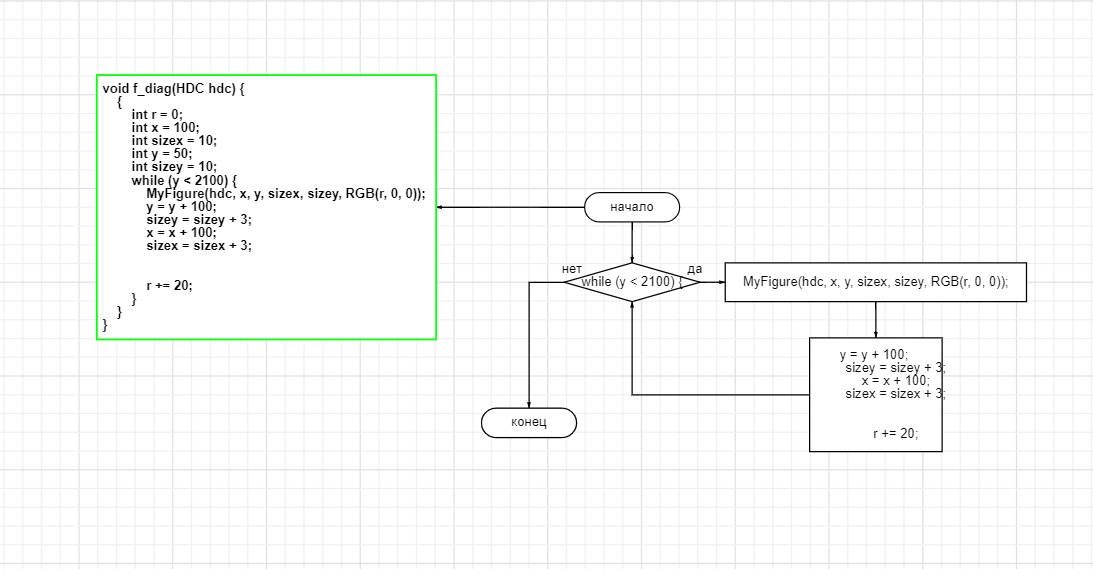 void f_diag(HDC hdc) {
{
int r = 0;
int x = 100;
int sizex = 10;
int y = 50;
int sizey = 10;
while (y < 2100) {
MyFigure(hdc, x, y, sizex, sizey, RGB(r, 0, 0));
y = y + 100;
sizey = sizey + 3;
x = x + 100;
sizex = sizex + 3;
r += 20;
}
}
}
начало
нет
да
while (y < 2100) {
MyFigure(hdc, x, y, sizex, sizey, RGB(r, 0, 0));
y = y + 100;
sizey = sizey + 3;
x = x + 100;
sizex = sizex + 3;
r += 20;
конец